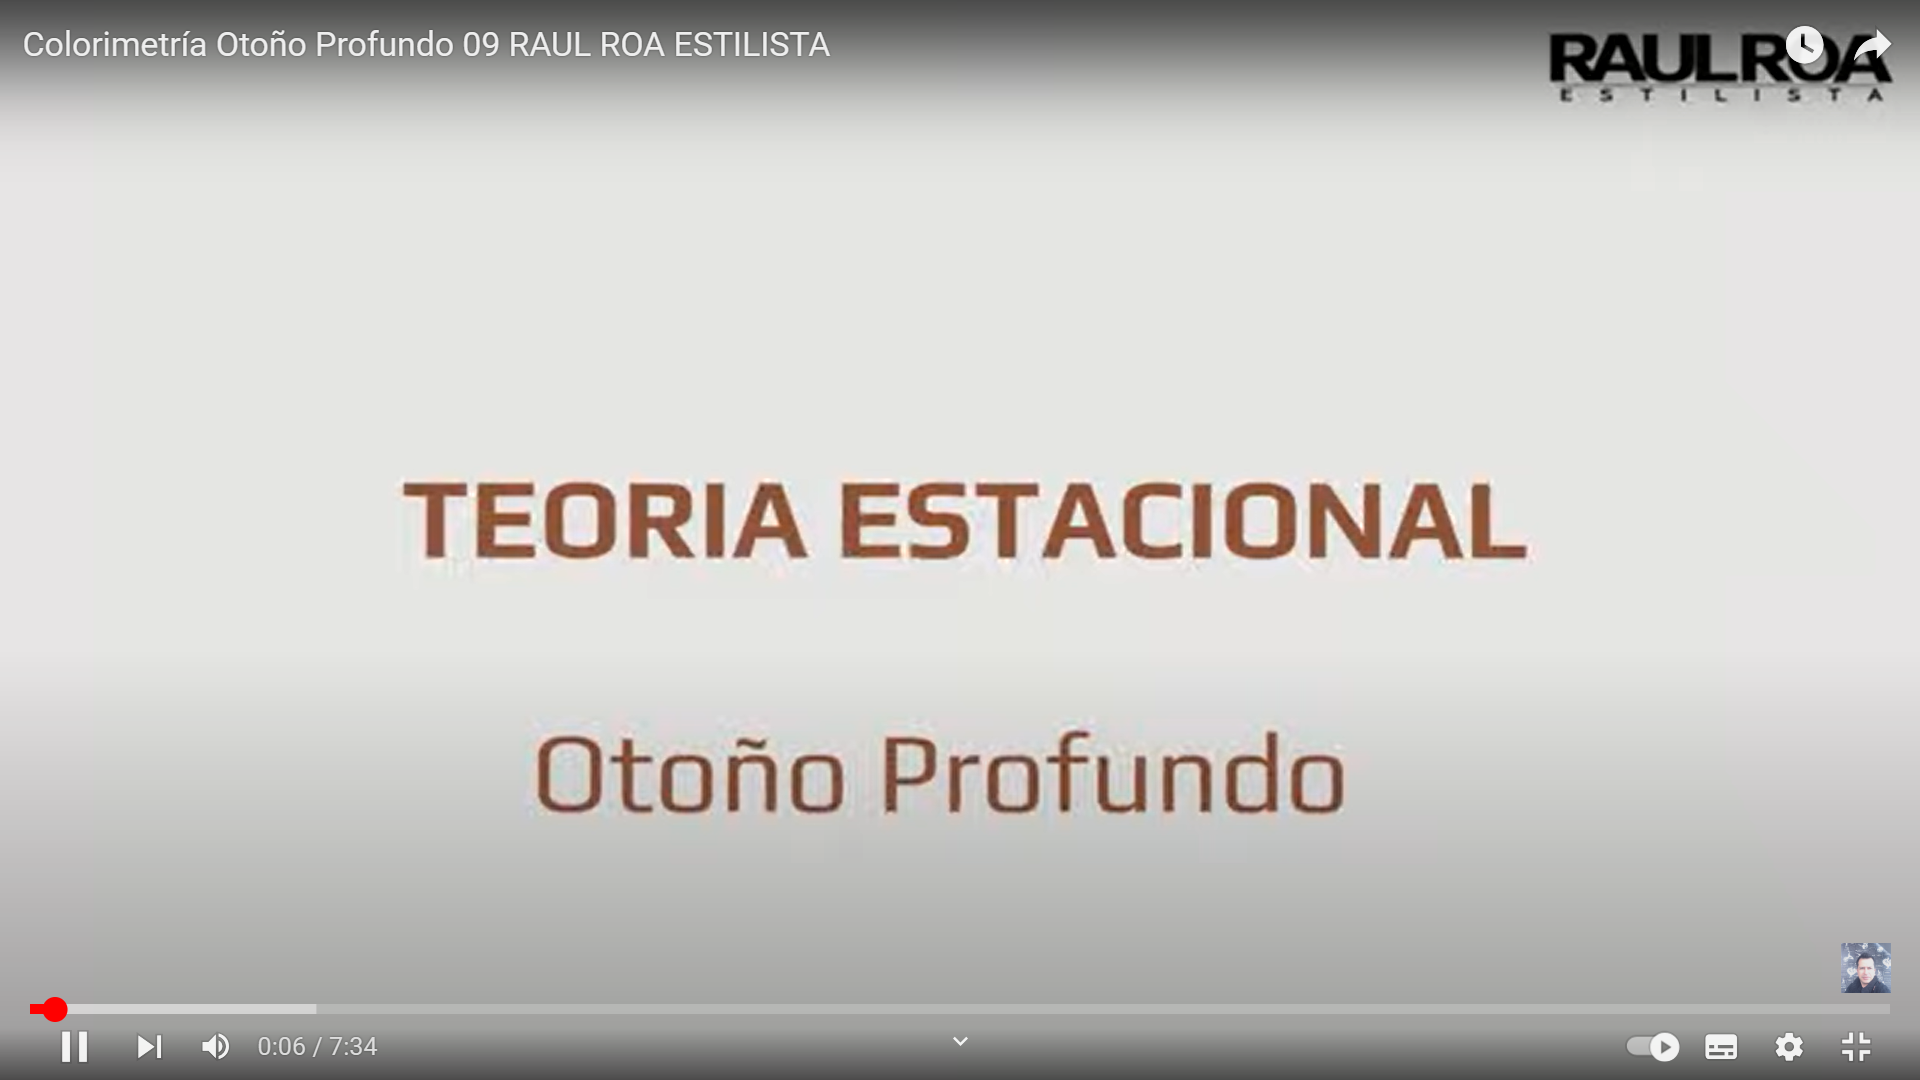 Colorimetría Otoño Profundo 09 RAUL ROA ESTILISTA
RAULROA
ESTILISTA
TEORIA ESTACIONAL
Otoño Profundo
0:06 / 7:34